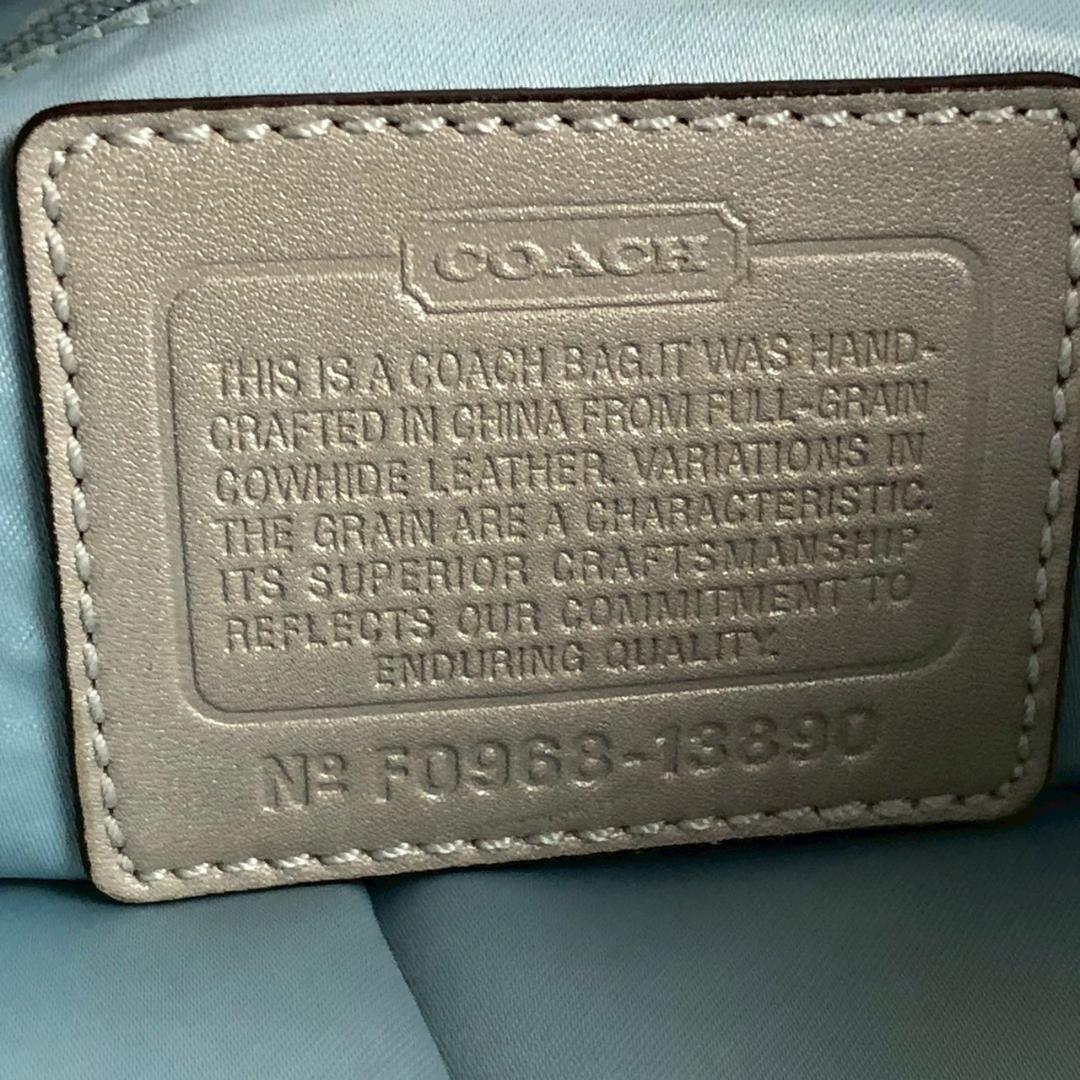 COACH
THIS IS A COACH BAG.IT WAS HAND-
CRAFTED IN CHINA FROM FULL-GRAIN
COWHIDE LEATHER. VARIATIONS IN
THE GRAIN ARE A CHARACTERISTIC.
ITS SUPERIOR CRAFTSMANSHIP
REFLECTS OUR COMMITMENT TO
ENDURING QUALITY.
Nº F0968-13890